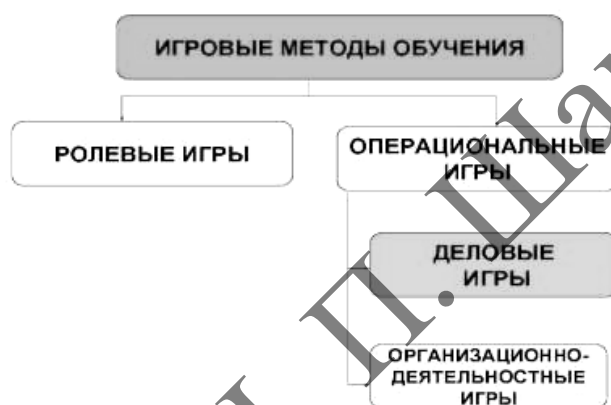 ИГРОВЫЕ МЕТОДЫ ОБУЧЕНИЯ
РОЛЕВЫЕ ИГРЫ
ОПЕРАЦИОНАЛЬНЫЕ
ИГРЫ
ДЕЛОВЫЕ
ИГРЫ
ОРГАНИЗАЦИОННО-
ДЕЯТЕЛЬНОСТНЫЕ
ИГРЫ